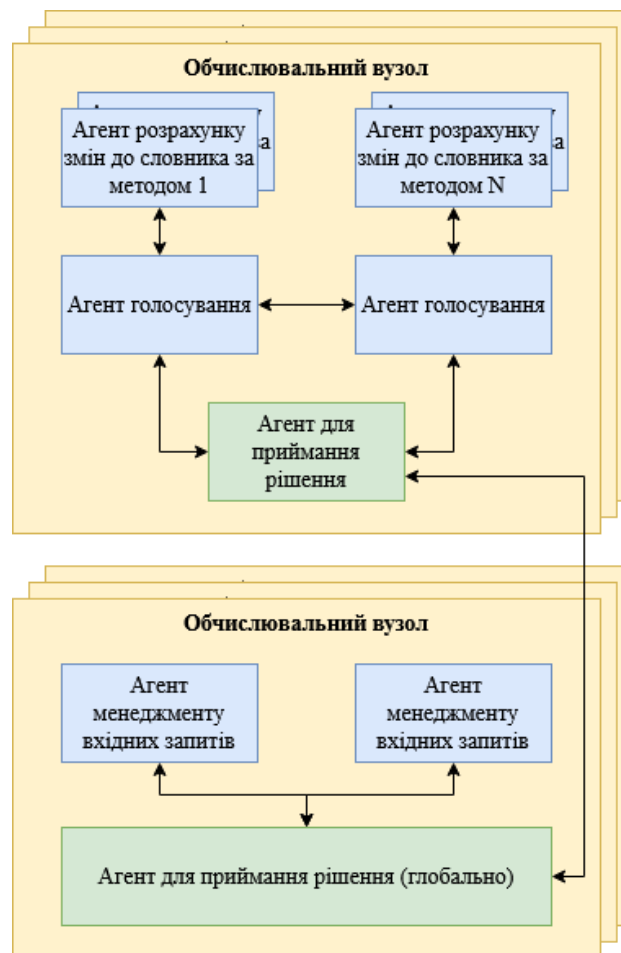 Обчислювальний вузол
Агент розрахунку
змін до словника за
методом 1
Агент розрахунку
змін до словника за
методом N
Агент голосування
Агент голосування
Агент для
приймання
рішення
Обчислювальний вузол
Агент
менеджменту
вхідних запитів
Агент
менеджменту
вхідних запитів
Агент для приймання рішення (глобально)